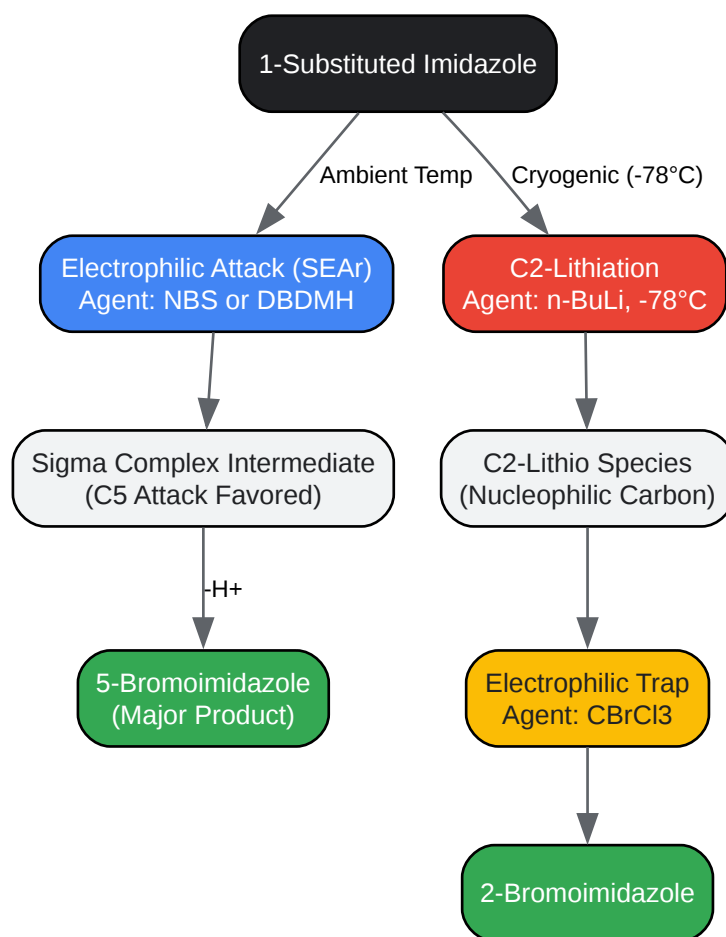 1-Substituted Imidazole
Ambient Temp
Cryogenic (-78°C)
Electrophilic Attack (SEAr)
Agent: NBS or DBDMH
C2-Lithiation
Agent: n-BuLi, -78°C
Sigma Complex Intermediate
(C5 Attack Favored)
C2-Lithio Species
(Nucleophilic Carbon)
-H+
5-Bromoimidazole
(Major Product)
Electrophilic Trap
Agent: CBrCl3
2-Bromoimidazole